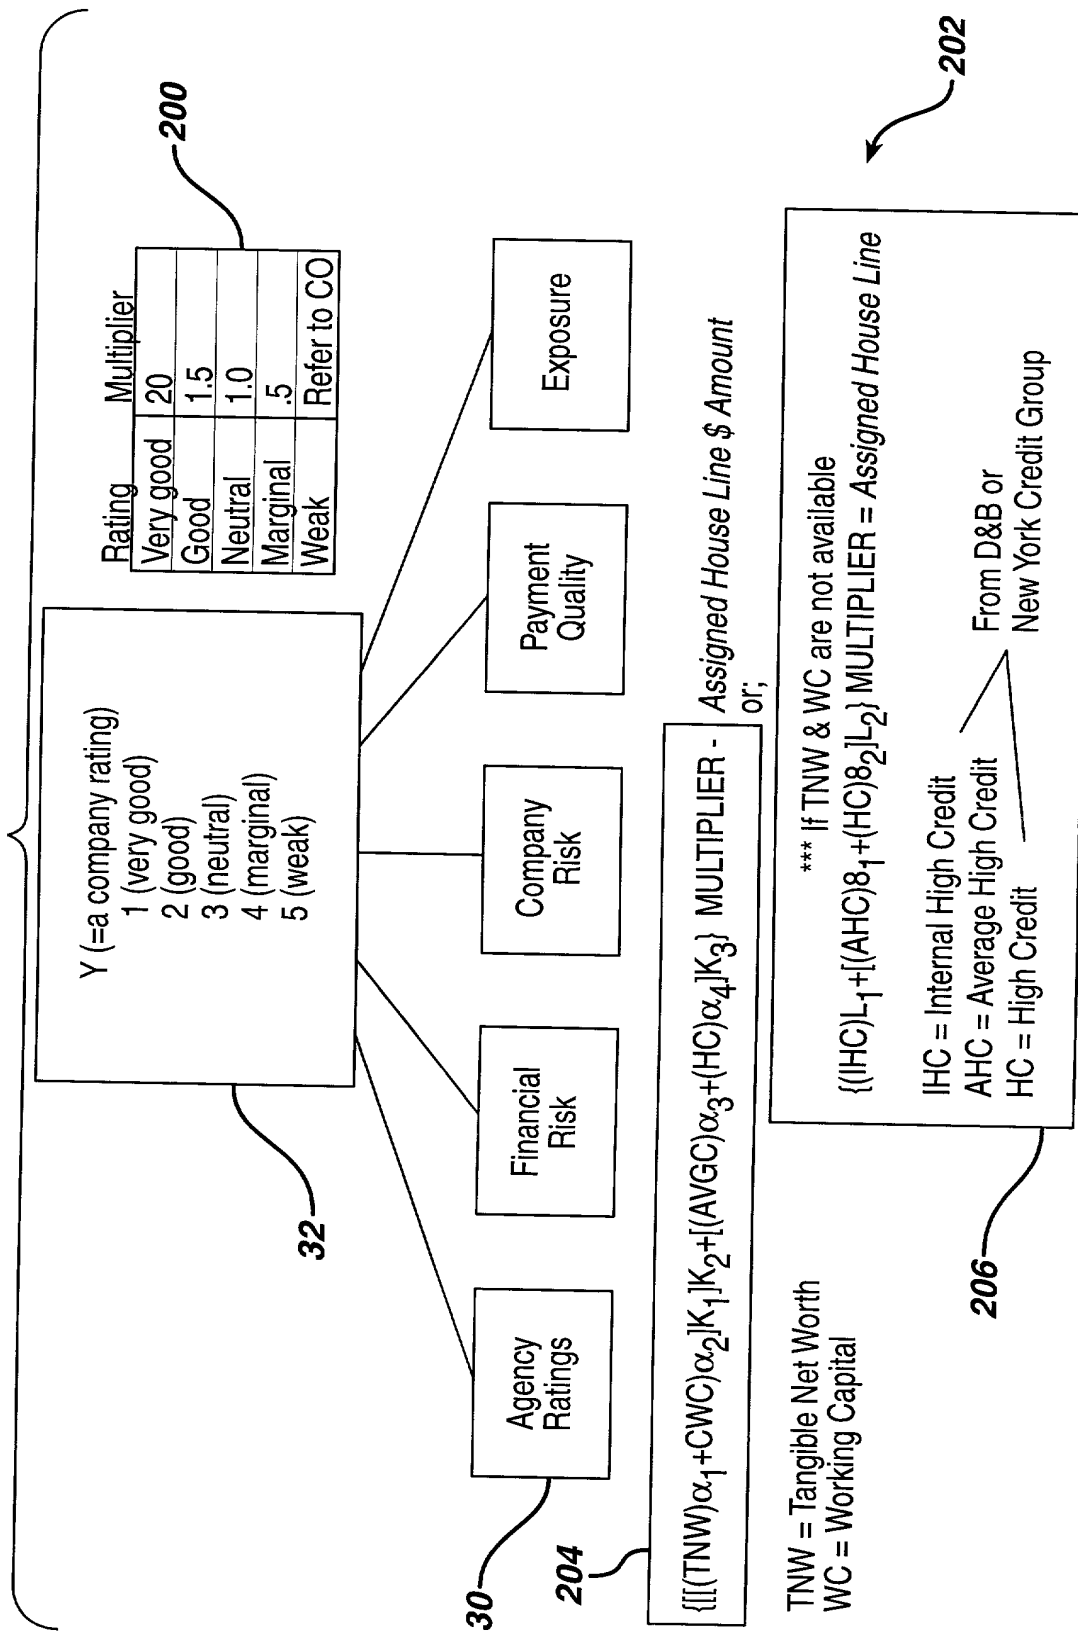 Y (=a company rating)
1 (very good)
2 (good)
3 (neutral)
4 (marginal)
5 (weak)
32
Rating Multiplier
Very good 20
Good 1.5
Neutral 1.0
Marginal .5
Weak Refer to CO
200
Agency
Ratings
30
Financial
Risk
Company
Risk
Payment
Quality
Exposure
204
{[[(TNW)α₁+CWC)α₂]K₁]K₂+[(AVGC)α₃+(HC)α₄]K₃} MULTIPLIER - Assigned House Line $ Amount
or;
TNW = Tangible Net Worth
WC = Working Capital
202
*** If TNW & WC are not available
{(IHC)L₁+[(AHC)8₁+(HC)8₂]L₂} MULTIPLIER = Assigned House Line
IHC = Internal High Credit
AHC = Average High Credit
HC = High Credit
From D&B or
New York Credit Group
206